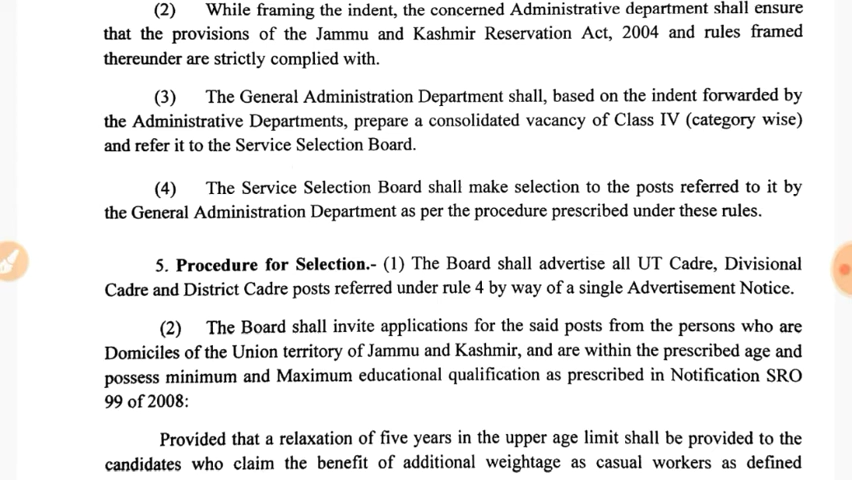 (2) While framing the indent, the concerned Administrative department shall ensure
that the provisions of the Jammu and Kashmir Reservation Act, 2004 and rules framed
thereunder are strictly complied with.
(3) The General Administration Department shall, based on the indent forwarded by
the Administrative Departments, prepare a consolidated vacancy of Class IV (category wise)
and refer it to the Service Selection Board.
(4) The Service Selection Board shall make selection to the posts referred to it by
the General Administration Department as per the procedure prescribed under these rules.
5. Procedure for Selection.- (1) The Board shall advertise all UT Cadre, Divisional
Cadre and District Cadre posts referred under rule 4 by way of a single Advertisement Notice.
(2) The Board shall invite applications for the said posts from the persons who are
Domiciles of the Union territory of Jammu and Kashmir, and are within the prescribed age and
possess minimum and Maximum educational qualification as prescribed in Notification SRO
99 of 2008:
Provided that a relaxation of five years in the upper age limit shall be provided to the
candidates who claim the benefit of additional weightage as casual workers as defined